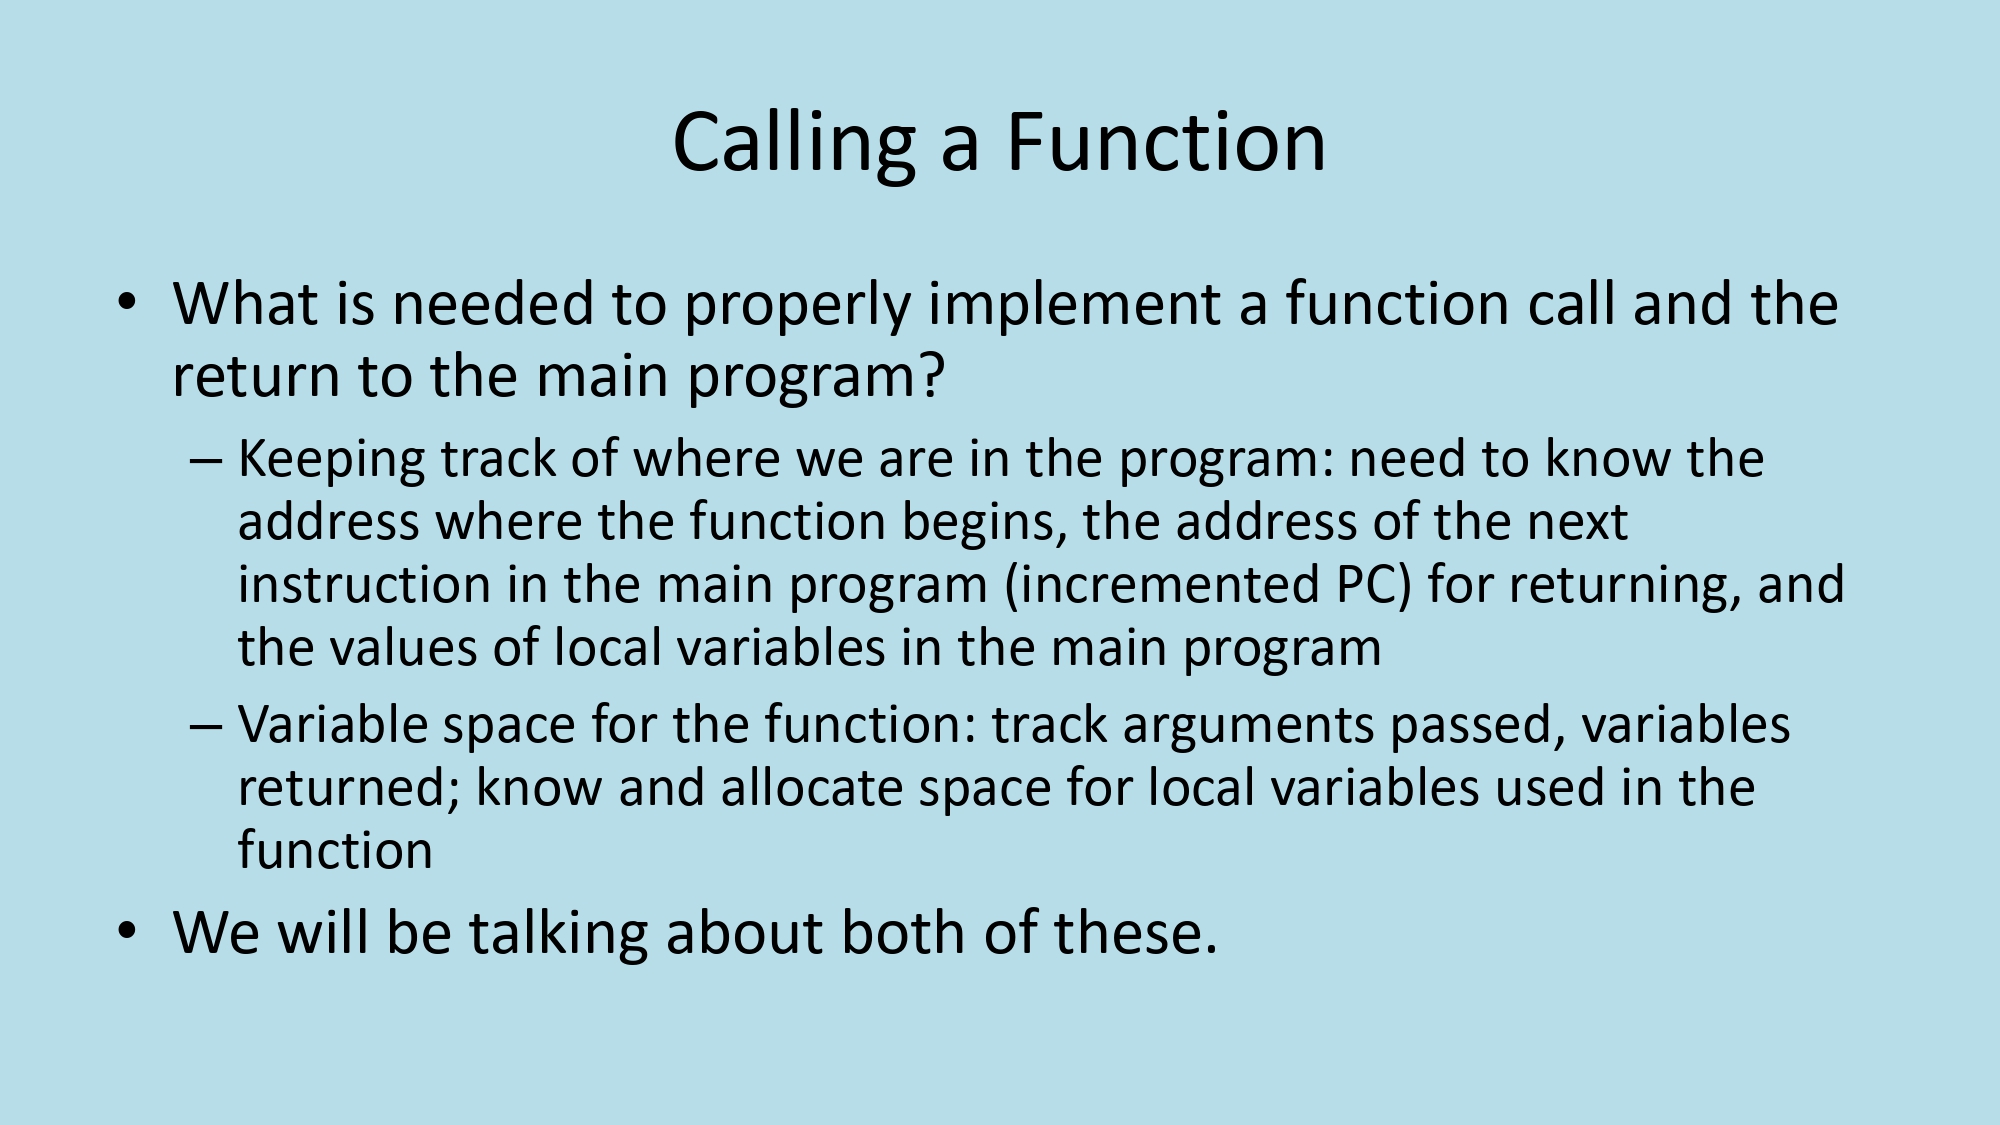 Calling a Function
• What is needed to properly implement a function call and the
return to the main program?
– Keeping track of where we are in the program: need to know the
address where the function begins, the address of the next
instruction in the main program (incremented PC) for returning, and
the values of local variables in the main program
– Variable space for the function: track arguments passed, variables
returned; know and allocate space for local variables used in the
function
• We will be talking about both of these.